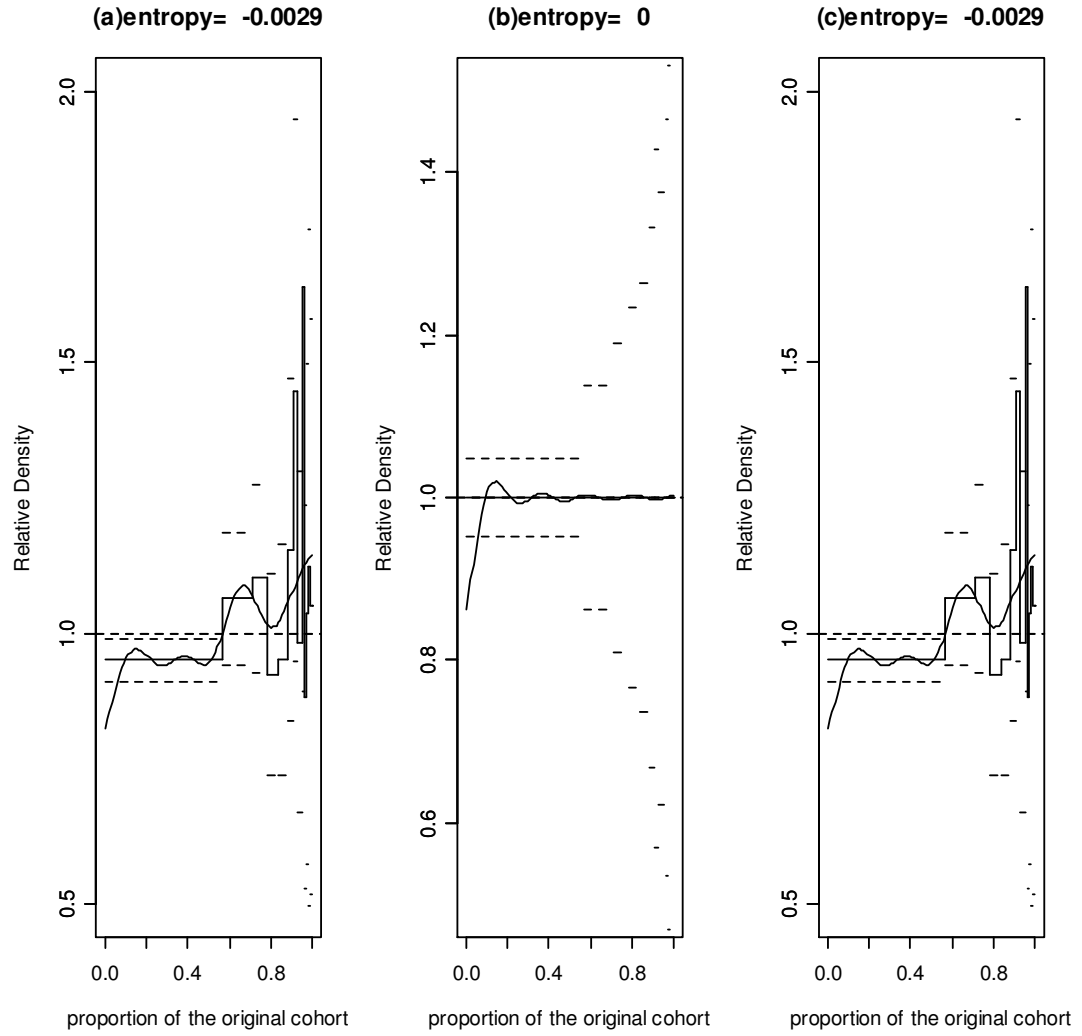 (a)entropy= -0.0029
(b)entropy= 0
(c)entropy= -0.0029
Relative Density
2.0
1.5
1.0
0.5
0.0 0.4 0.8
proportion of the original cohort
Relative Density
1.4
1.2
1.0
0.8
0.6
0.0 0.4 0.8
proportion of the original cohort
Relative Density
2.0
1.5
1.0
0.5
0.0 0.4 0.8
proportion of the original cohort